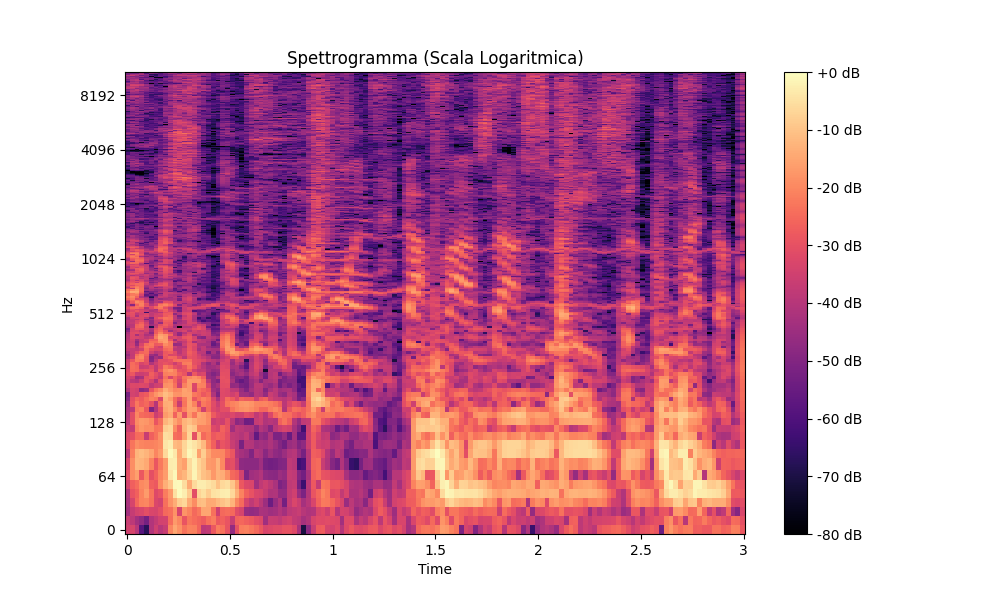 Spettrogramma (Scala Logaritmica)
Hz
8192
4096
2048
1024
512
256
128
64
0
0
0.5
1
1.5
2
2.5
3
Time
+0 dB
-10 dB
-20 dB
-30 dB
-40 dB
-50 dB
-60 dB
-70 dB
-80 dB